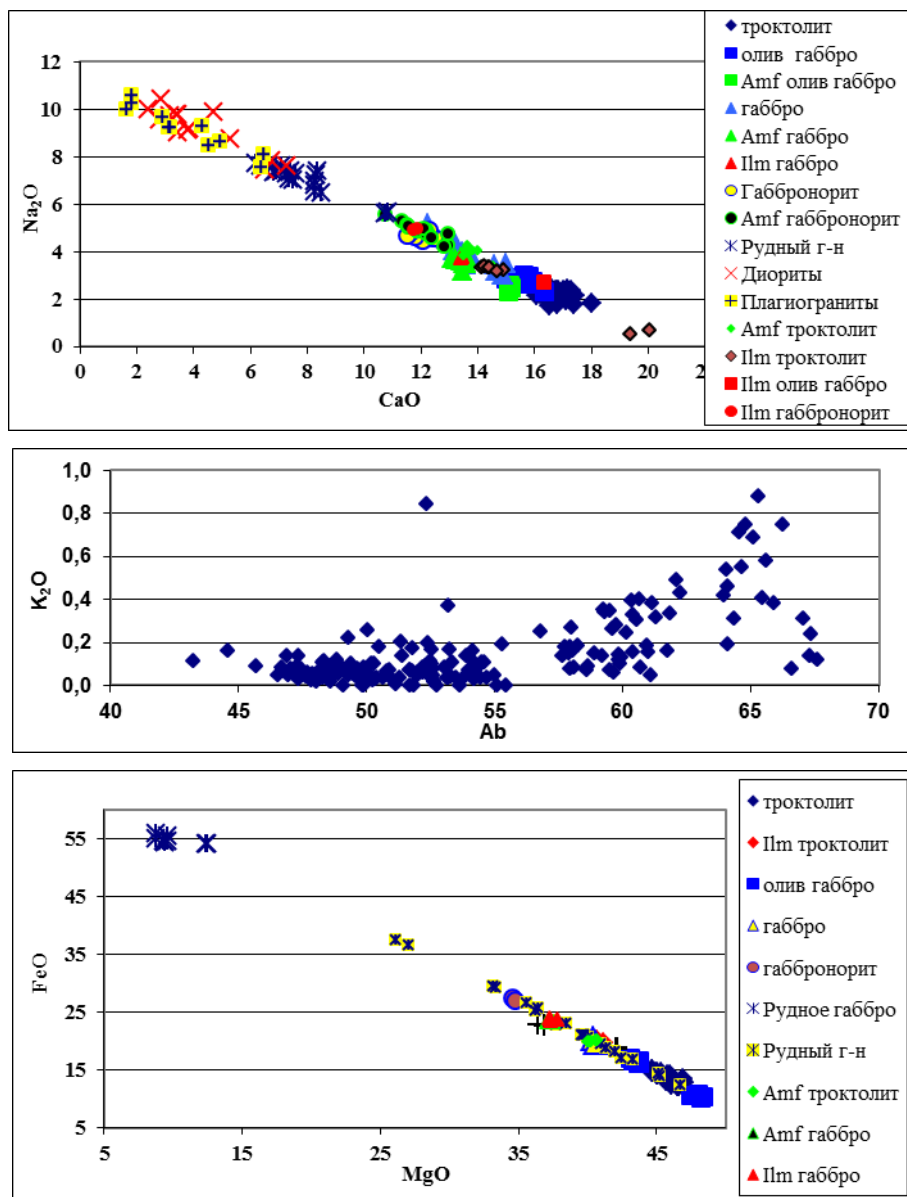 12
10
8
6
4
2
0
Na₂O
0 2 4 6 8 10 12 14 16 18 20 2
CaO
троктолит
олив габбро
Amf олив габбро
габбро
Amf габбро
Ilm габбро
Габбронорит
Amf габбронорит
Рудный г-н
Диориты
Плагиограниты
Amf троктолит
Ilm троктолит
Ilm олив габбро
Ilm габбронорит
1,0
0,8
0,6
0,4
0,2
0,0
K₂O
40 45 50 55 60 65 70
Ab
55
45
35
25
15
5
FeO
5 15 25 35 45
MgO
троктолит
Ilm троктолит
олив габбро
габбро
габбронорит
Рудное габбро
Рудный г-н
Amf троктолит
Amf габбро
Ilm габбро